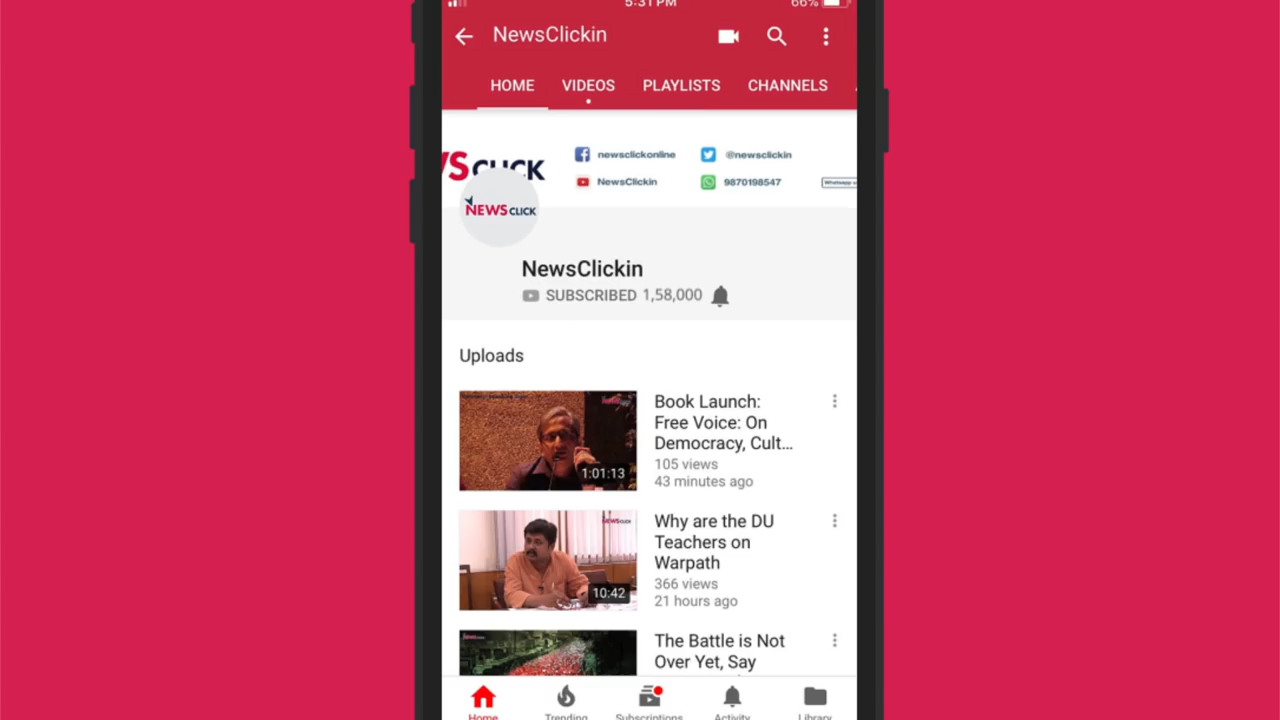 5:31 PM 66%
NewsClickin
HOME VIDEOS PLAYLISTS CHANNELS
CLICK
newsclickonline @newsclickin
NewsClickin 9870198547
NEWS CLICK
NewsClickin
SUBSCRIBED 1,58,000
Uploads
Book Launch:
Free Voice: On
Democracy, Cult...
105 views
43 minutes ago
1:01:13
Why are the DU
Teachers on
Warpath
366 views
21 hours ago
NEWSCLICK
10:42
The Battle is Not
Over Yet, Say
Home Trending Subscriptions Activity Library